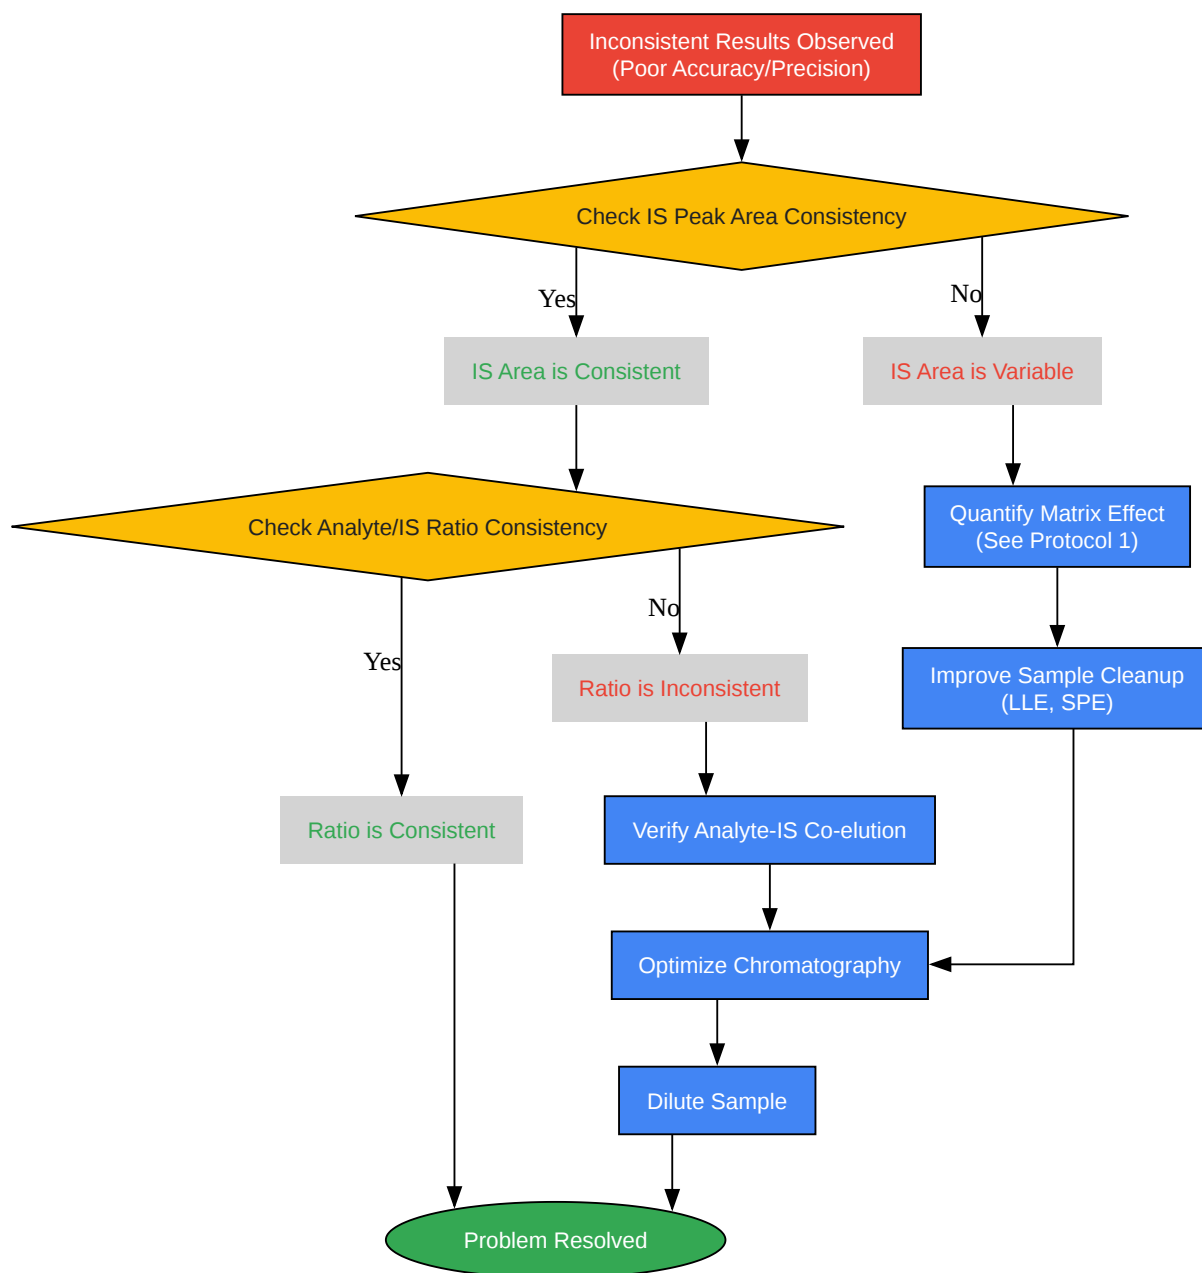 Inconsistent Results Observed
(Poor Accuracy/Precision)
Check IS Peak Area Consistency
Yes
No
IS Area is Consistent
IS Area is Variable
Check Analyte/IS Ratio Consistency
Quantify Matrix Effect
(See Protocol 1)
No
Yes
Ratio is Inconsistent
Improve Sample Cleanup
(LLE, SPE)
Ratio is Consistent
Verify Analyte-IS Co-elution
Optimize Chromatography
Dilute Sample
Problem Resolved